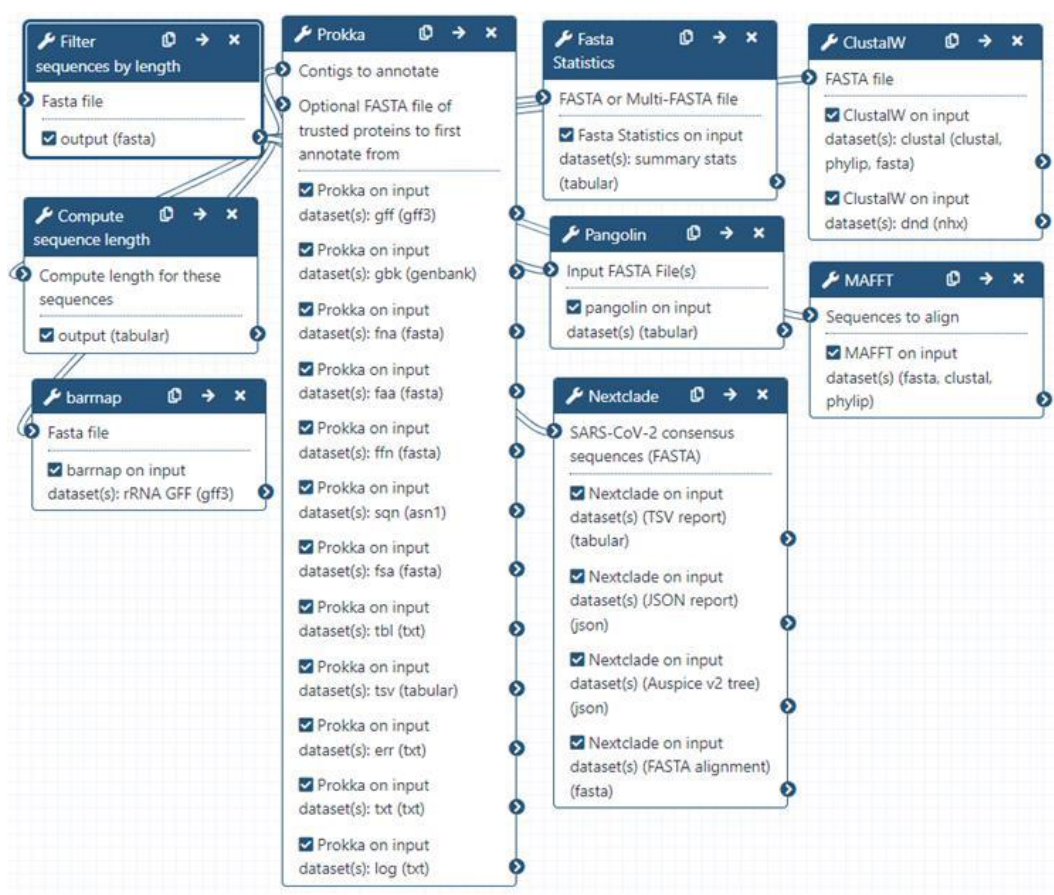 Filter
sequences by length
Fasta file
output (fasta)
Compute
sequence length
Compute length for these
sequences
output (tabular)
barrnap
Fasta file
barrnap on input
dataset(s): rRNA GFF (gff3)
Prokka
Contigs to annotate
Optional FASTA file of
trusted proteins to first
annotate from
Prokka on input
dataset(s): gff (gff3)
Prokka on input
dataset(s): gbk (genbank)
Prokka on input
dataset(s): fna (fasta)
Prokka on input
dataset(s): faa (fasta)
Prokka on input
dataset(s): ffn (fasta)
Prokka on input
dataset(s): sqn (asn1)
Prokka on input
dataset(s): fsa (fasta)
Prokka on input
dataset(s): tbl (txt)
Prokka on input
dataset(s): tsv (tabular)
Prokka on input
dataset(s): err (txt)
Prokka on input
dataset(s): txt (txt)
Prokka on input
dataset(s): log (txt)
Fasta
Statistics
FASTA or Multi-FASTA file
Fasta Statistics on input
dataset(s): summary stats
(tabular)
Pangolin
Input FASTA File(s)
pangolin on input
dataset(s) (tabular)
Nextclade
SARS-CoV-2 consensus
sequences (FASTA)
Nextclade on input
dataset(s) (TSV report)
(tabular)
Nextclade on input
dataset(s) (JSON report)
(json)
Nextclade on input
dataset(s) (Auspice v2 tree)
(json)
Nextclade on input
dataset(s) (FASTA alignment)
(fasta)
ClustalW
FASTA file
ClustalW on input
dataset(s): clustal (clustal,
phylip, fasta)
ClustalW on input
dataset(s): dnd (nhx)
MAFFT
Sequences to align
MAFFT on input
dataset(s) (fasta, clustal,
phylip)